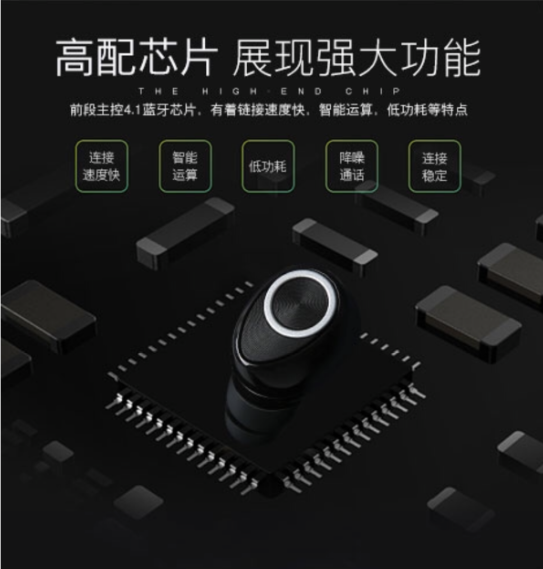 高配芯片 展现强大功能
THE HIGH-END CHIP
前段主控4.1蓝牙芯片，有着链接速度快，智能运算，低功耗等特点
连接 智能 低功耗 降噪 连接
速度快 运算 通话 稳定